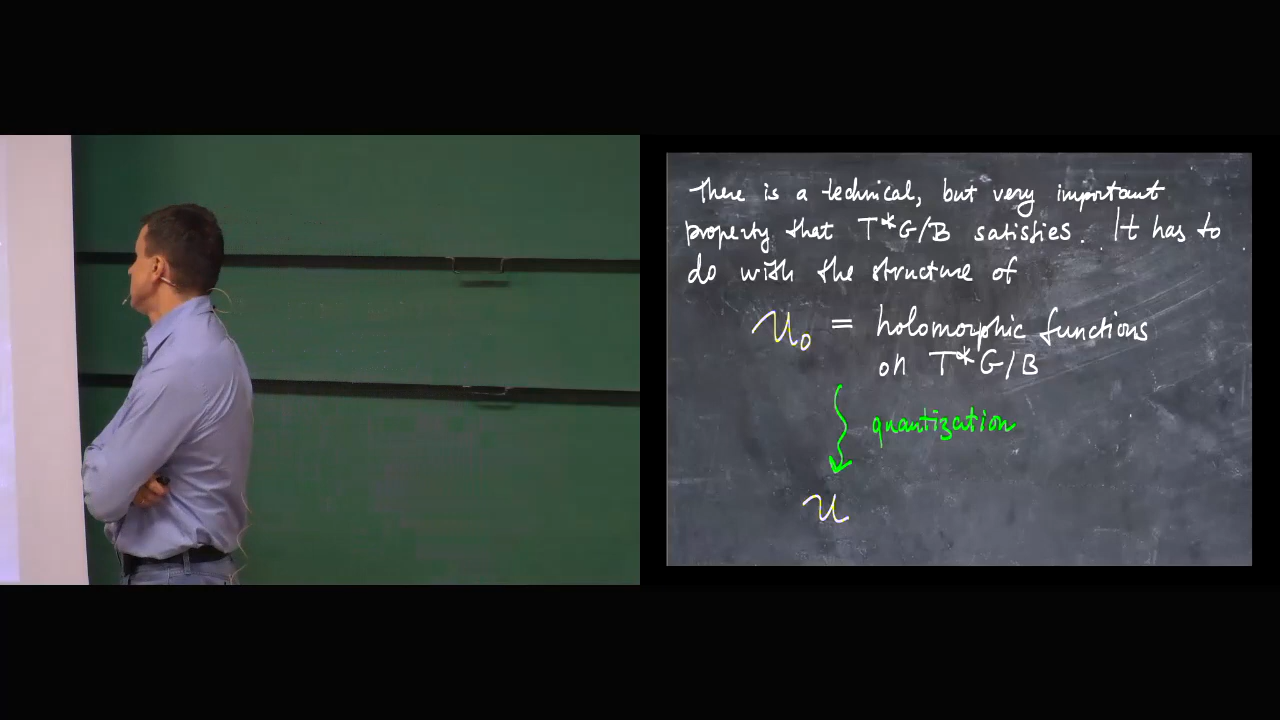 There is a technical, but very important
property that T*G/B satisfies. It has to
do with the structure of
U₀ = holomorphic functions
on T*G/B
quantization
U